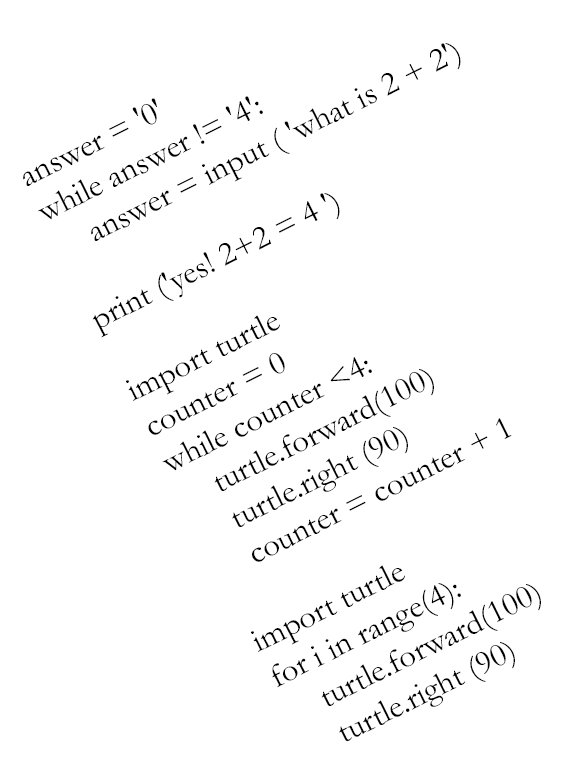 answer = '0'
while answer != '4':
answer = input ( 'what is 2 + 2')
print ('yes! 2+2 = 4 ')
import turtle
counter = 0
while counter <4:
turtle.forward(100)
turtle.right (90)
counter = counter + 1
import turtle
for i in range(4):
turtle.forward(100)
turtle.right (90)